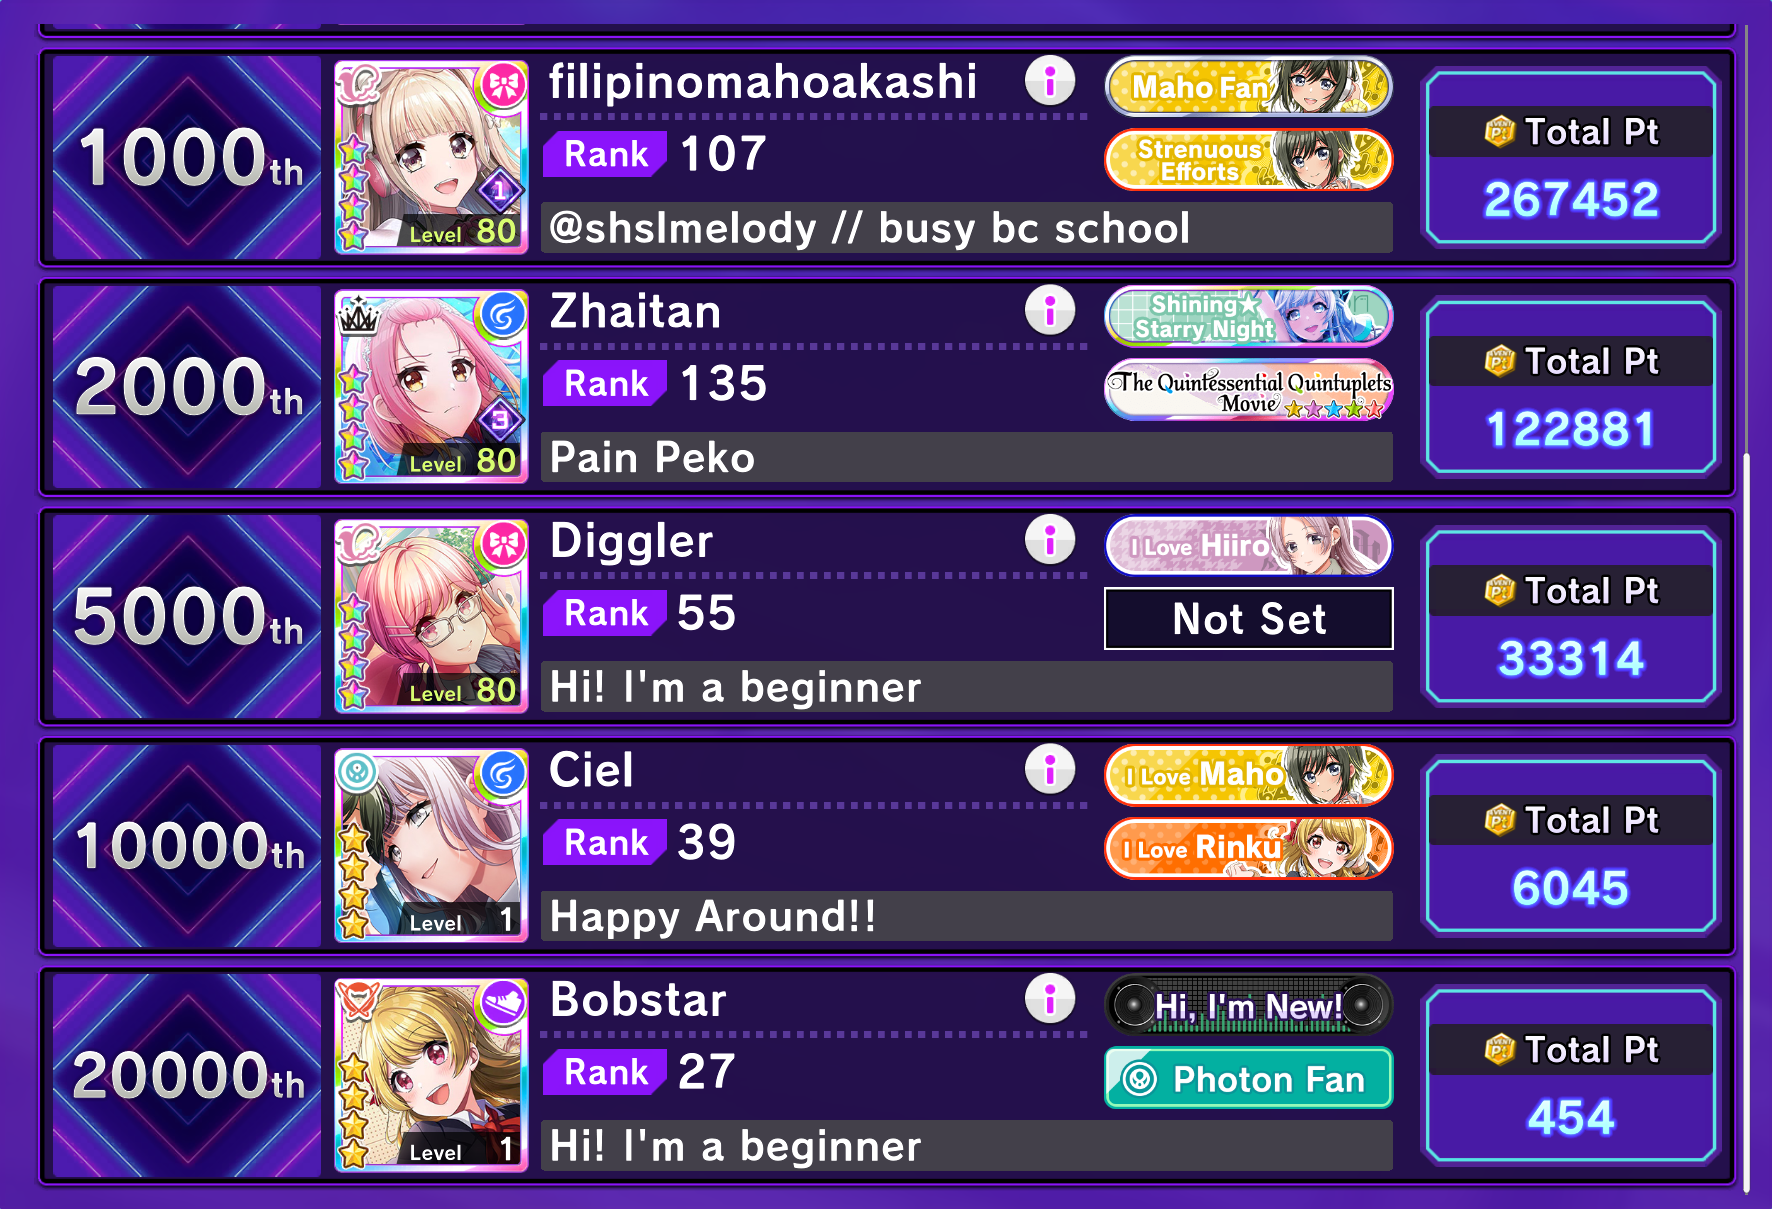 1000th
Level 80
filipinomahoakashi
Rank 107
@shslmelody // busy bc school
Maho Fan
Strenuous
Efforts
Total Pt
267452
2000th
Level 80
Zhaitan
Rank 135
Pain Peko
Shining★
Starry Night
The Quintessential Quintuplets
Movie
Total Pt
122881
5000th
Level 80
Diggler
Rank 55
Hi! I'm a beginner
I Love Hiiro
Not Set
Total Pt
33314
10000th
Level 1
Ciel
Rank 39
Happy Around!!
I Love Maho
I Love Rinku
Total Pt
6045
20000th
Level 1
Bobstar
Rank 27
Hi! I'm a beginner
Hi, I'm New!
Photon Fan
Total Pt
454